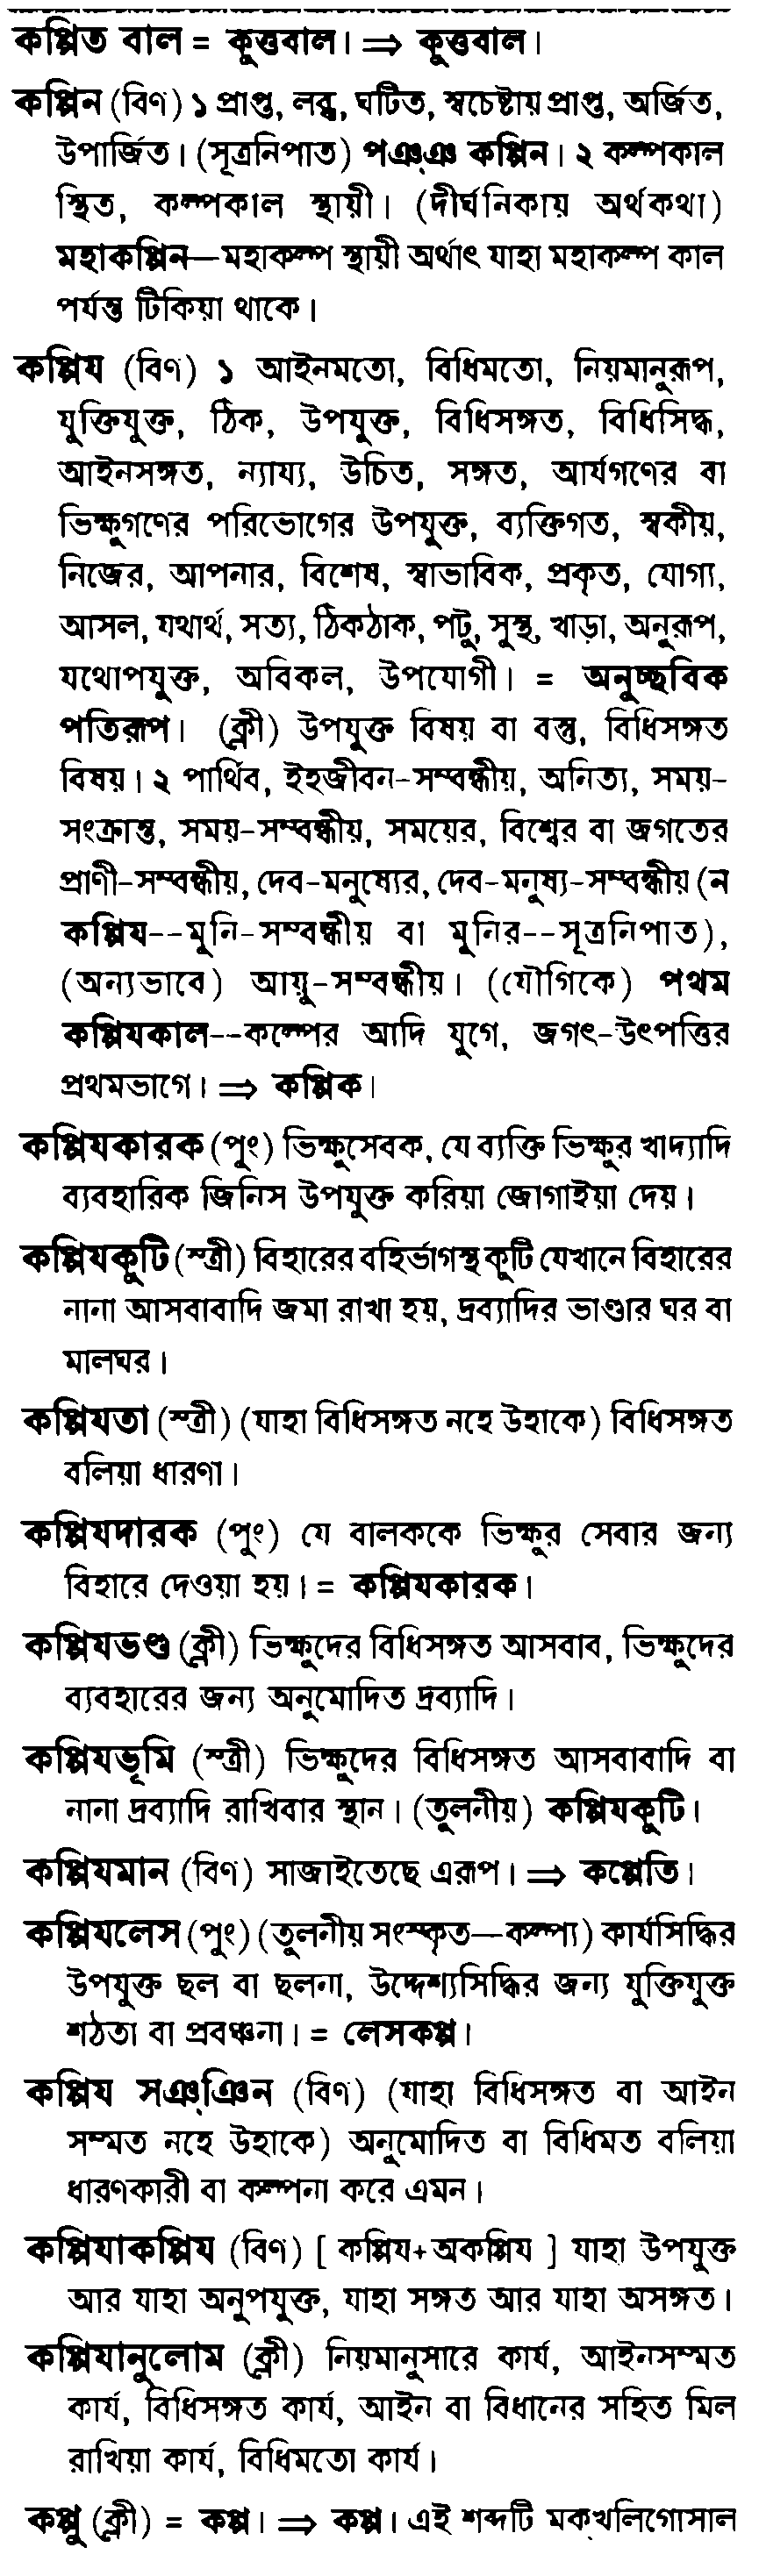 কপ্পিত বাল = কুত্তবাল। ⇒ কুত্তবাল।
কপ্পিন (বিণ) ১ প্রাপ্ত, লব্ধ, ঘটিত, স্বচেষ্টায় প্রাপ্ত, অর্জিত,
উপার্জিত। (সূত্রনিপাত) পঞ্ঞ কপ্পিন। ২ কল্পকাল
স্থিত, কল্পকাল স্থায়ী। (দীর্ঘনিকায় অর্থকথা)
মহাকপ্পিন—মহাকল্প স্থায়ী অর্থাৎ যাহা মহাকল্প কাল
পর্যন্ত টিকিয়া থাকে।
কপ্পিয (বিণ) ১ আইনমতো, বিধিমতো, নিয়মানুরূপ,
যুক্তিযুক্ত, ঠিক, উপযুক্ত, বিধিসঙ্গত, বিধিসিদ্ধ,
আইনসঙ্গত, ন্যায্য, উচিত, সঙ্গত, আর্যগণের বা
ভিক্ষুগণের পরিভোগের উপযুক্ত, ব্যক্তিগত, স্বকীয়,
নিজের, আপনার, বিশেষ, স্বাভাবিক, প্রকৃত, যোগ্য,
আসল, যথার্থ, সত্য, ঠিকঠাক, পটু, সুস্থ, খাড়া, অনুরূপ,
যথোপযুক্ত, অবিকল, উপযোগী। = অনুচ্ছবিক
পতিরূপ। (ক্লী) উপযুক্ত বিষয় বা বস্তু, বিধিসঙ্গত
বিষয়। ২ পার্থিব, ইহজীবন-সম্বন্ধীয়, অনিত্য, সময়-
সংক্রান্ত, সময়-সম্বন্ধীয়, সময়ের, বিশ্বের বা জগতের
প্রাণী-সম্বন্ধীয়, দেব-মনুষ্যের, দেব-মনুষ্য-সম্বন্ধীয় (ন
কপ্পিয--মুনি-সম্বন্ধীয় বা মুনির--সূত্রনিপাত),
(অন্যভাবে) আয়ু-সম্বন্ধীয়। (যৌগিকে) পথম
কপ্পিযকাল--কল্পের আদি যুগে, জগৎ-উৎপত্তির
প্রথমভাগে। ⇒ কপ্পিক।
কপ্পিযকারক (পুং) ভিক্ষুসেবক, যে ব্যক্তি ভিক্ষুর খাদ্যাদি
ব্যবহারিক জিনিস উপযুক্ত করিয়া জোগাইয়া দেয়।
কপ্পিযকুটি (স্ত্রী) বিহারের বহির্ভাগস্থ কুটি যেখানে বিহারের
নানা আসবাবাদি জমা রাখা হয়, দ্রব্যাদির ভাণ্ডার ঘর বা
মালঘর।
কপ্পিযতা (স্ত্রী) (যাহা বিধিসঙ্গত নহে উহাকে) বিধিসঙ্গত
বলিয়া ধারণা।
কপ্পিযদারক (পুং) যে বালককে ভিক্ষুর সেবার জন্য
বিহারে দেওয়া হয়। = কপ্পিযকারক।
কপ্পিযভণ্ড (ক্লী) ভিক্ষুদের বিধিসঙ্গত আসবাব, ভিক্ষুদের
ব্যবহারের জন্য অনুমোদিত দ্রব্যাদি।
কপ্পিযভূমি (স্ত্রী) ভিক্ষুদের বিধিসঙ্গত আসবাবাদি বা
নানা দ্রব্যাদি রাখিবার স্থান। (তুলনীয়) কপ্পিযকুটি।
কপ্পিযমান (বিণ) সাজাইতেছে এরূপ। ⇒ কপ্পেতি।
কপ্পিযলেস (পুং) (তুলনীয় সংস্কৃত—কল্প্য) কার্যসিদ্ধির
উপযুক্ত ছল বা ছলনা, উদ্দেশ্যসিদ্ধির জন্য যুক্তিযুক্ত
শঠতা বা প্রবঞ্চনা। = লেসকপ্প।
কপ্পিয সঞ্ঞিন (বিণ) (যাহা বিধিসঙ্গত বা আইন
সম্মত নহে উহাকে) অনুমোদিত বা বিধিমত বলিয়া
ধারণকারী বা কল্পনা করে এমন।
কপ্পিযাকপ্পিয (বিণ) [ কপ্পিয+অকপ্পিয ] যাহা উপযুক্ত
আর যাহা অনুপযুক্ত, যাহা সঙ্গত আর যাহা অসঙ্গত।
কপ্পিযানুলোম (ক্লী) নিয়মানুসারে কার্য, আইনসম্মত
কার্য, বিধিসঙ্গত কার্য, আইন বা বিধানের সহিত মিল
রাখিয়া কার্য, বিধিমতো কার্য।
কপ্পু (ক্লী) = কপ্প। ⇒ কপ্প। এই শব্দটি মক্খলিগোসাল